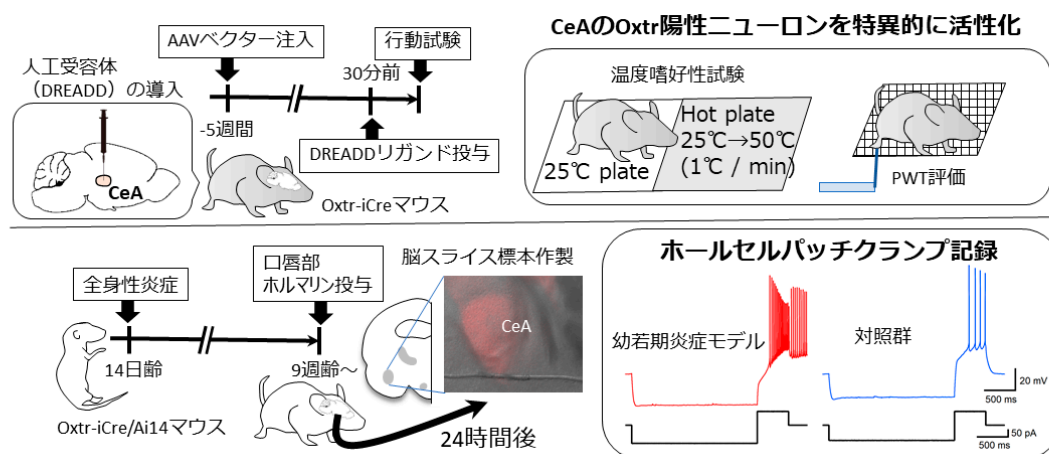 人工受容体
（DREADD）の導入
CeA
AAVベクター注入
行動試験
30分前
-5週間
DREADDリガンド投与
Oxtr-iCreマウス
CeAのOxtr陽性ニューロンを特異的に活性化
温度嗜好性試験
25℃ plate
Hot plate
25℃→50℃
(1℃ / min)
PWT評価
全身性炎症
14日齢
Oxtr-iCre/Ai14マウス
口唇部
ホルマリン投与
9週齢～
脳スライス標本作製
CeA
24時間後
ホールセルパッチクランプ記録
幼若期炎症モデル
対照群
20 mV
500 ms
50 pA
500 ms